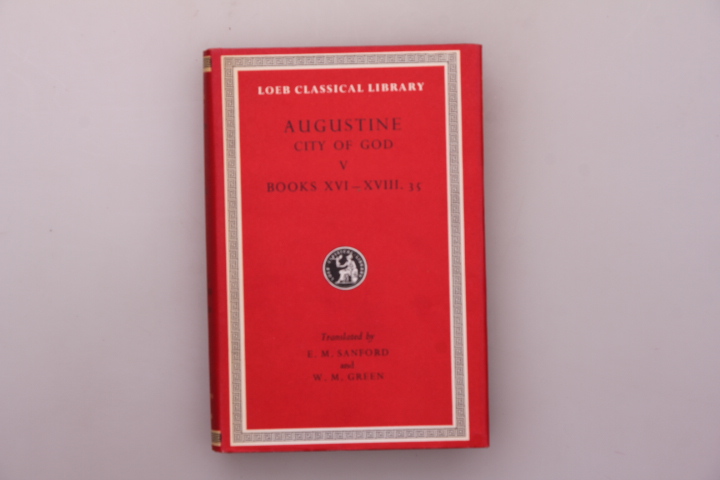 LOEB CLASSICAL LIBRARY
AUGUSTINE
CITY OF GOD
V
BOOKS XVI–XVIII. 35
Translated by
E. M. SANFORD
and
W. M. GREEN